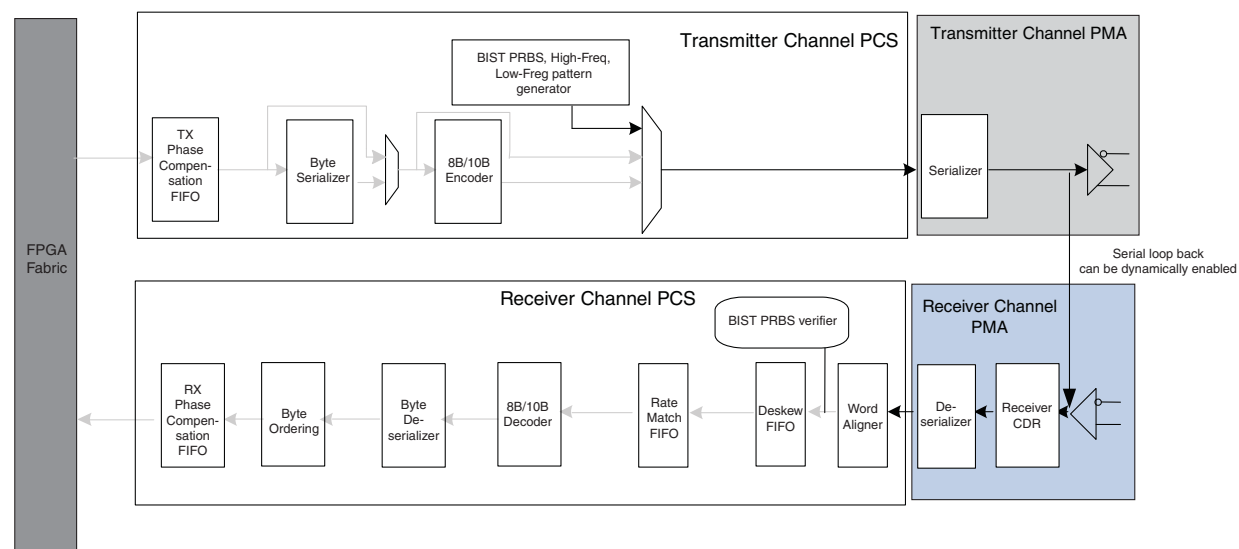 Transmitter Channel PCS
Transmitter Channel PMA
BIST PRBS, High-Freq,
Low-Freg pattern
generator
TX
Phase
Compen-
sation
FIFO
Byte
Serializer
8B/10B
Encoder
Serializer
FPGA
Fabric
Serial loop back
can be dynamically enabled
Receiver Channel PCS
Receiver Channel
PMA
BIST PRBS verifier
RX
Phase
Compen-
sation
FIFO
Byte
Ordering
Byte
De-
serializer
8B/10B
Decoder
Rate
Match
FIFO
Deskew
FIFO
Word
Aligner
De-
serializer
Receiver
CDR